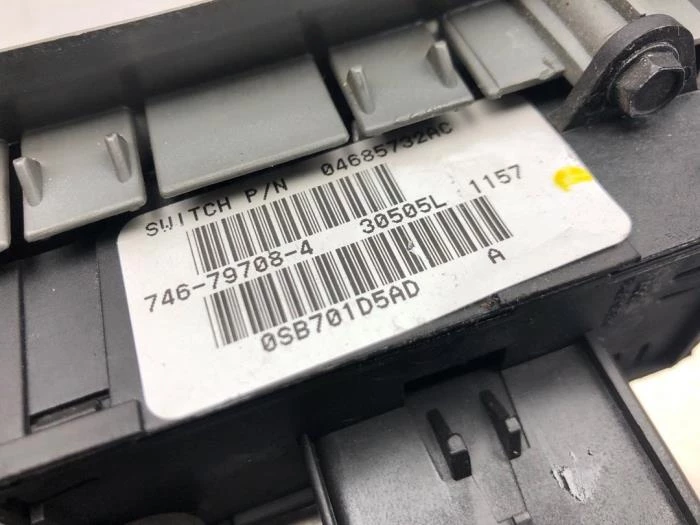 SWITCH P/N 04685732AC
746-79708-4 30505L 1157
0SB701D5AD A